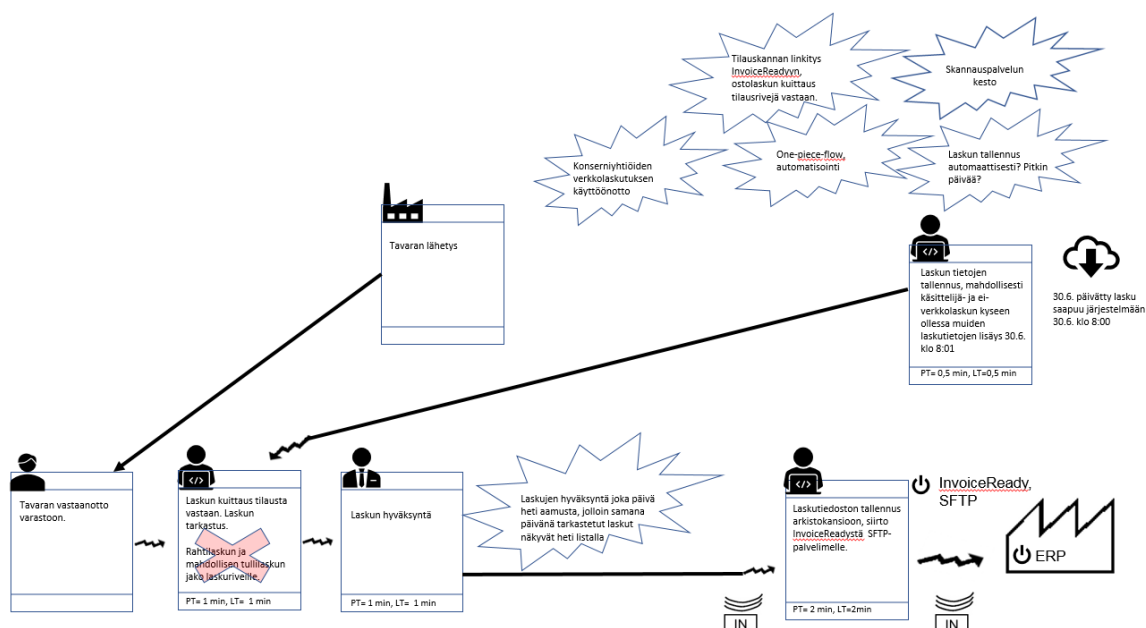 Tilauskannan linkitys
InvoiceReadyyn,
ostolaskun kuittaus
tilausrivejä vastaan.
Skannauspalvelun
kesto
Konserniyhtiöiden
verkkolaskutuksen
käyttöönotto
One-piece-flow,
automatisointi
Laskun tallennus
automaattisesti? Pitkin
päivää?
Tavaran lähetys
Laskun tietojen
tallennus, mahdollisesti
käsittelijä- ja ei-
verkkolaskun kyseen
ollessa muiden
laskutietojen lisäys 30.6.
klo 8:01
PT= 0,5 min, LT=0,5 min
30.6. päivätty lasku
saapuu järjestelmään
30.6. klo 8:00
Tavaran vastaanotto
varastoon.
Laskun kuittaus tilausta
vastaan. Laskun
tarkastus.
Rahtilaskun ja
mahdollisen tullilaskun
jako laskuriveille.
PT= 1 min, LT= 1 min
Laskun hyväksyntä
PT= 1 min, LT= 1 min
Laskujen hyväksyntä joka päivä
heti aamusta, jolloin samana
päivänä tarkastetut laskut
näkyvät heti listalla
Laskutiedoston tallennus
arkistokansioon, siirto
InvoiceReadystä SFTP-
palvelimelle.
PT= 2 min, LT=2min
InvoiceReady,
SFTP
ERP
IN
IN